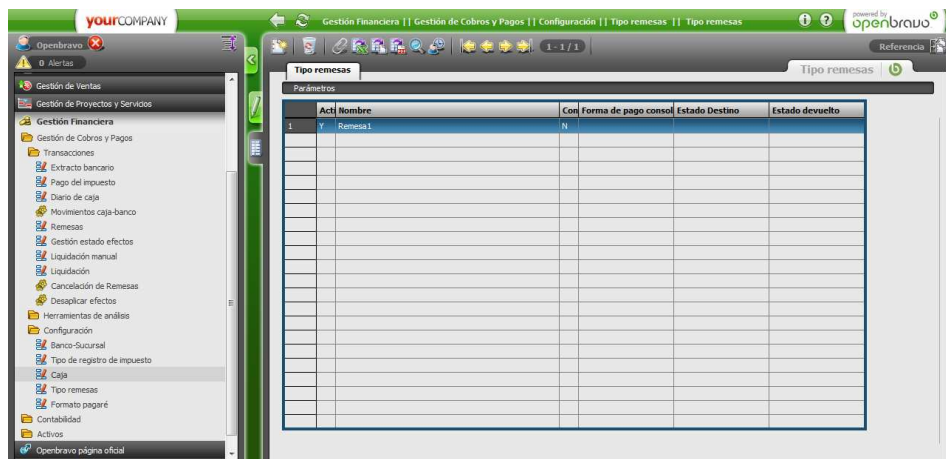 yourCOMPANY
Gestión Financiera || Gestión de Cobros y Pagos || Configuración || Tipo remesas || Tipo remesas
powered by
openbravo
Openbravo
0 Alertas
1-1/1
Referencia
Tipo remesas
Tipo remesas
Parámetros
Acti Nombre Con Forma de pago consol Estado Destino Estado devuelto
1 Y Remesa1 N
Gestión de Ventas
Gestión de Proyectos y Servicios
Gestión Financiera
Gestión de Cobros y Pagos
Transacciones
Extracto bancario
Pago del impuesto
Diario de caja
Movimientos caja-banco
Remesas
Gestión estado efectos
Liquidación manual
Liquidación
Cancelación de Remesas
Desaplicar efectos
Herramientas de análisis
Configuración
Banco-Sucursal
Tipo de registro de impuesto
Caja
Tipo remesas
Formato pagaré
Contabilidad
Activos
Openbravo página oficial